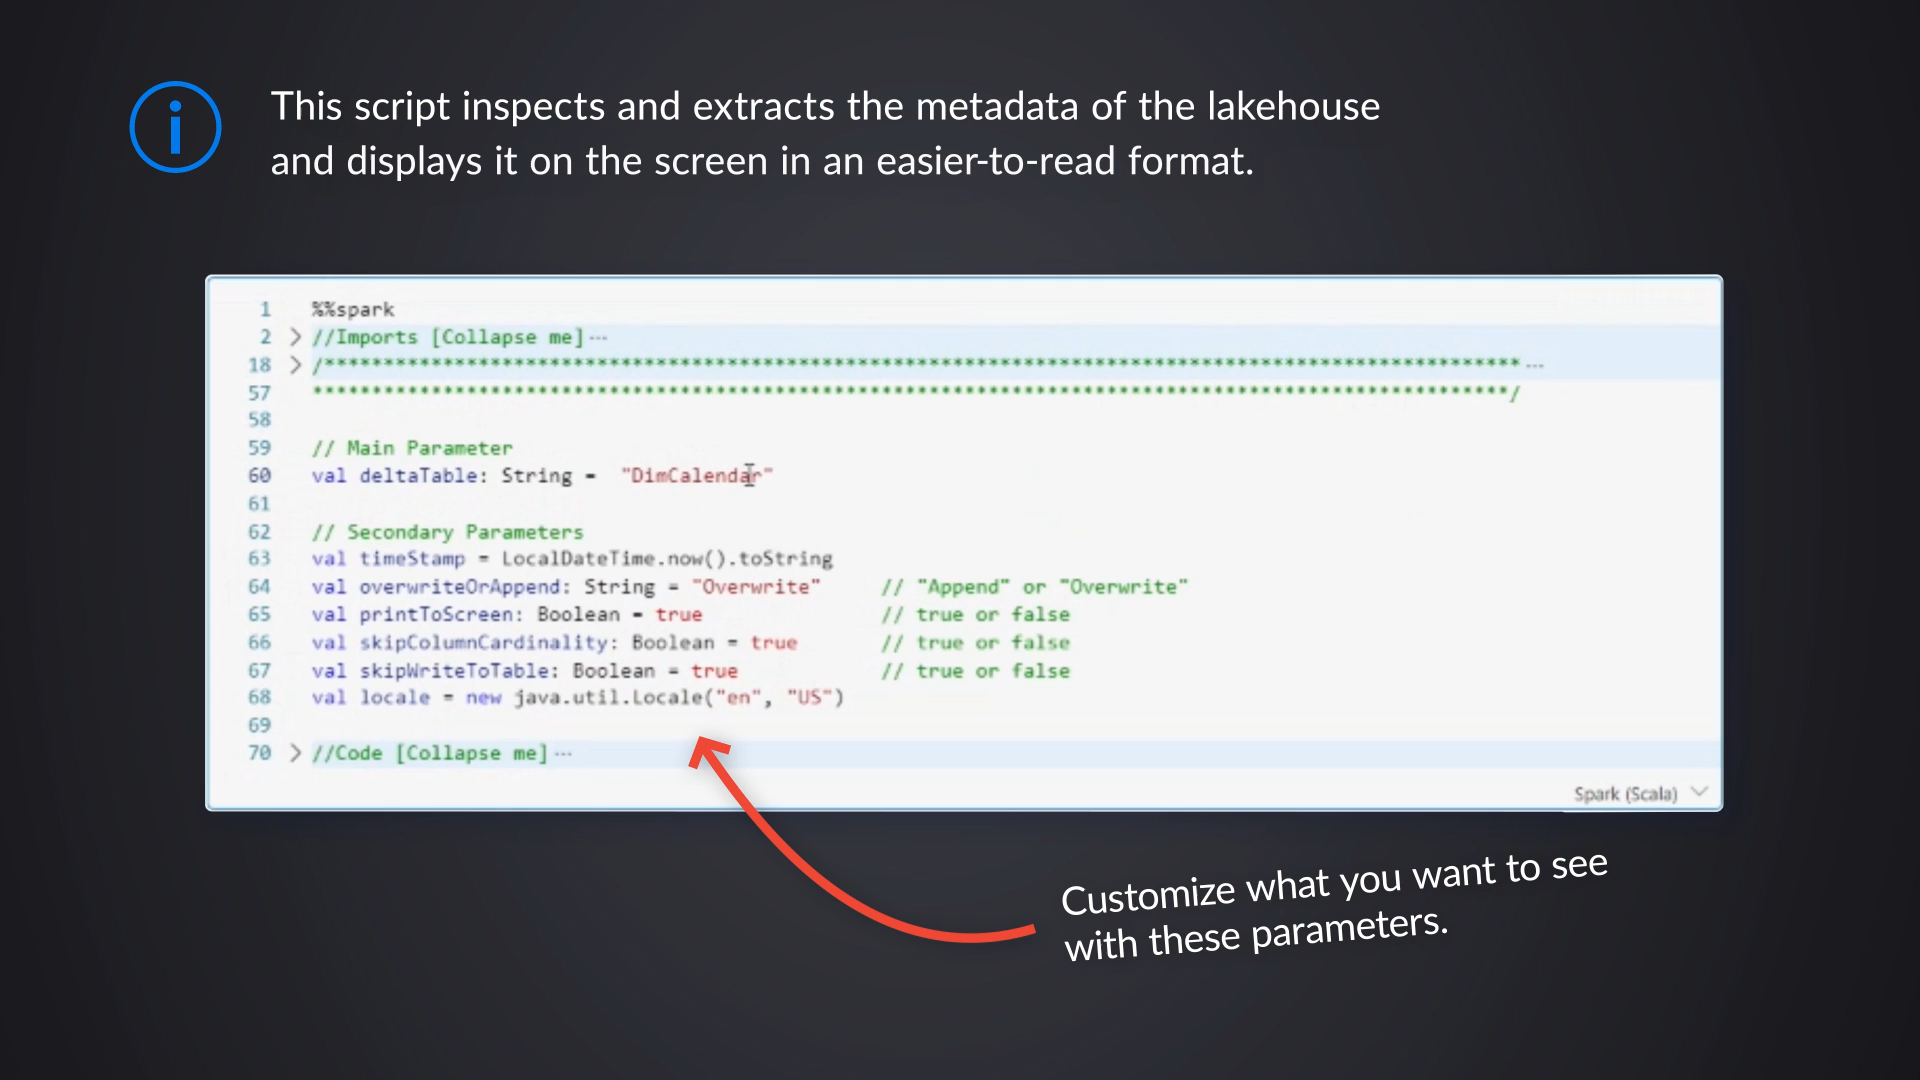 This script inspects and extracts the metadata of the lakehouse
and displays it on the screen in an easier-to-read format.
1 %%spark
2 > //Imports [Collapse me] ···
18 > /***************************************************************************************************** ···
57 *****************************************************************************************************/
58
59 // Main Parameter
60 val deltaTable: String =  "DimCalendar"
61
62 // Secondary Parameters
63 val timeStamp = LocalDateTime.now().toString
64 val overwriteOrAppend: String = "Overwrite"     // "Append" or "Overwrite"
65 val printToScreen: Boolean = true               // true or false
66 val skipColumnCardinality: Boolean = true       // true or false
67 val skipWriteToTable: Boolean = true            // true or false
68 val locale = new java.util.Locale("en", "US")
69
70 > //Code [Collapse me] ···
Spark (Scala)
Customize what you want to see
with these parameters.